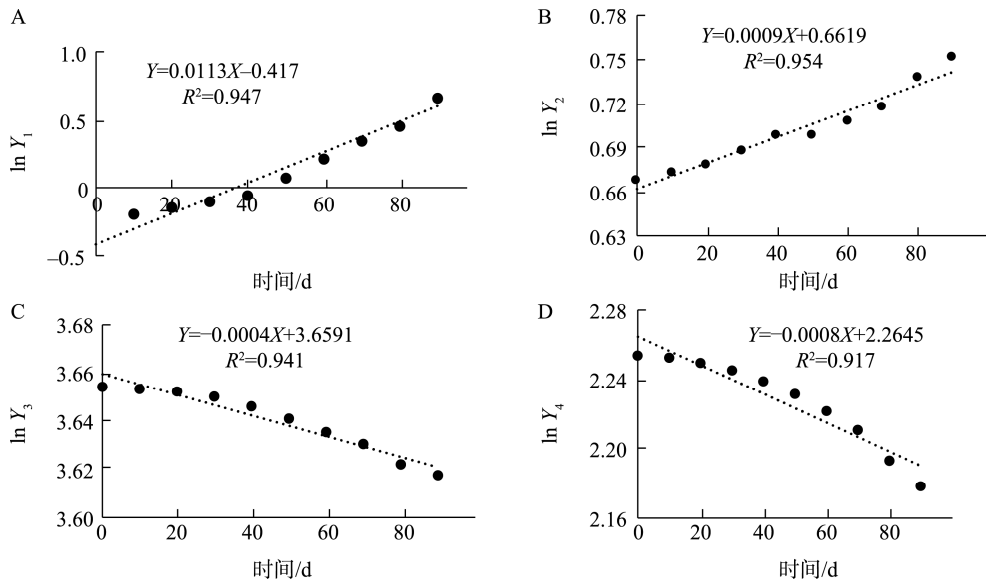 A
Y=0.0113X–0.417
R²=0.947
1.0
0.5
0
–0.5
ln Y₁
0 20 40 60 80
时间/d
B
Y=0.0009X+0.6619
R²=0.954
0.78
0.75
0.72
0.69
0.66
0.63
ln Y₂
0 20 40 60 80
时间/d
C
Y=−0.0004X+3.6591
R²=0.941
3.68
3.66
3.64
3.62
3.60
ln Y₃
0 20 40 60 80
时间/d
D
Y=−0.0008X+2.2645
R²=0.917
2.28
2.24
2.20
2.16
ln Y₄
0 20 40 60 80
时间/d